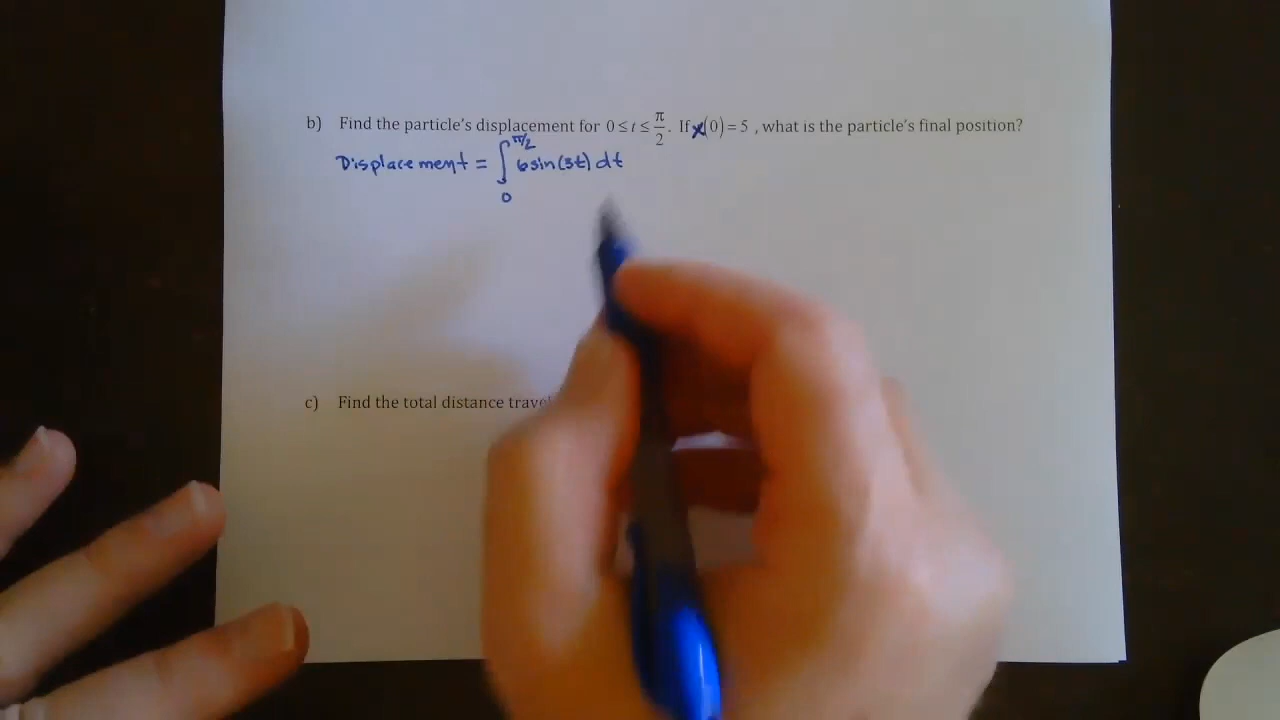 b) Find the particle's displacement for 0 ≤ t ≤ π/2. If x(0) = 5 , what is the particle's final position?
Displacement = ∫₀^{π/2} 6sin(3t) dt
c) Find the total distance